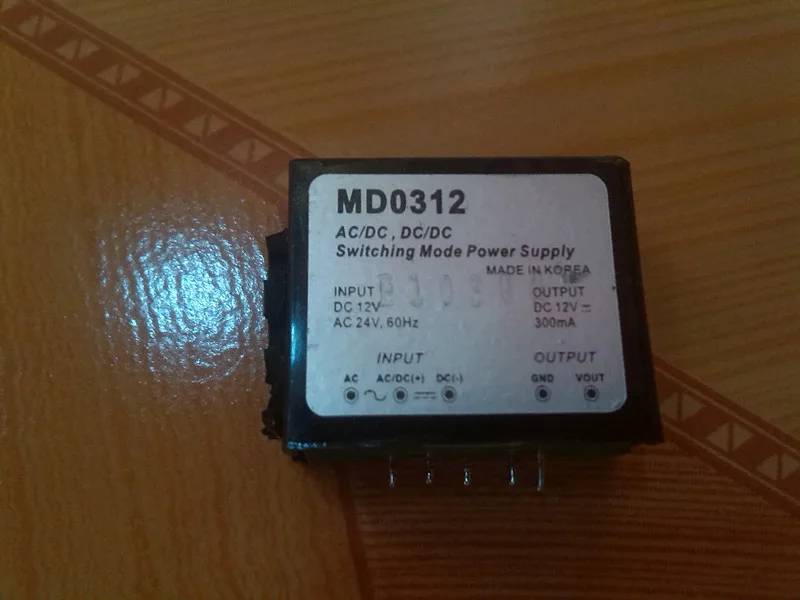 MD0312
AC/DC , DC/DC
Switching Mode Power Supply
MADE IN KOREA
INPUT OUTPUT
DC 12V DC 12V
AC 24V, 60Hz 300mA
INPUT OUTPUT
AC AC/DC(+) DC(-) GND VOUT